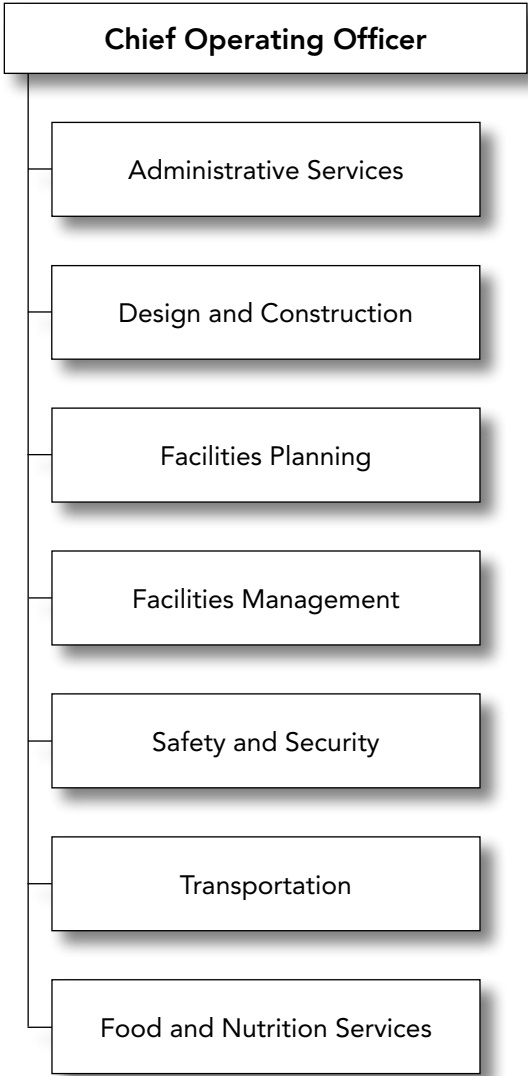 Chief Operating Officer
Administrative Services
Design and Construction
Facilities Planning
Facilities Management
Safety and Security
Transportation
Food and Nutrition Services